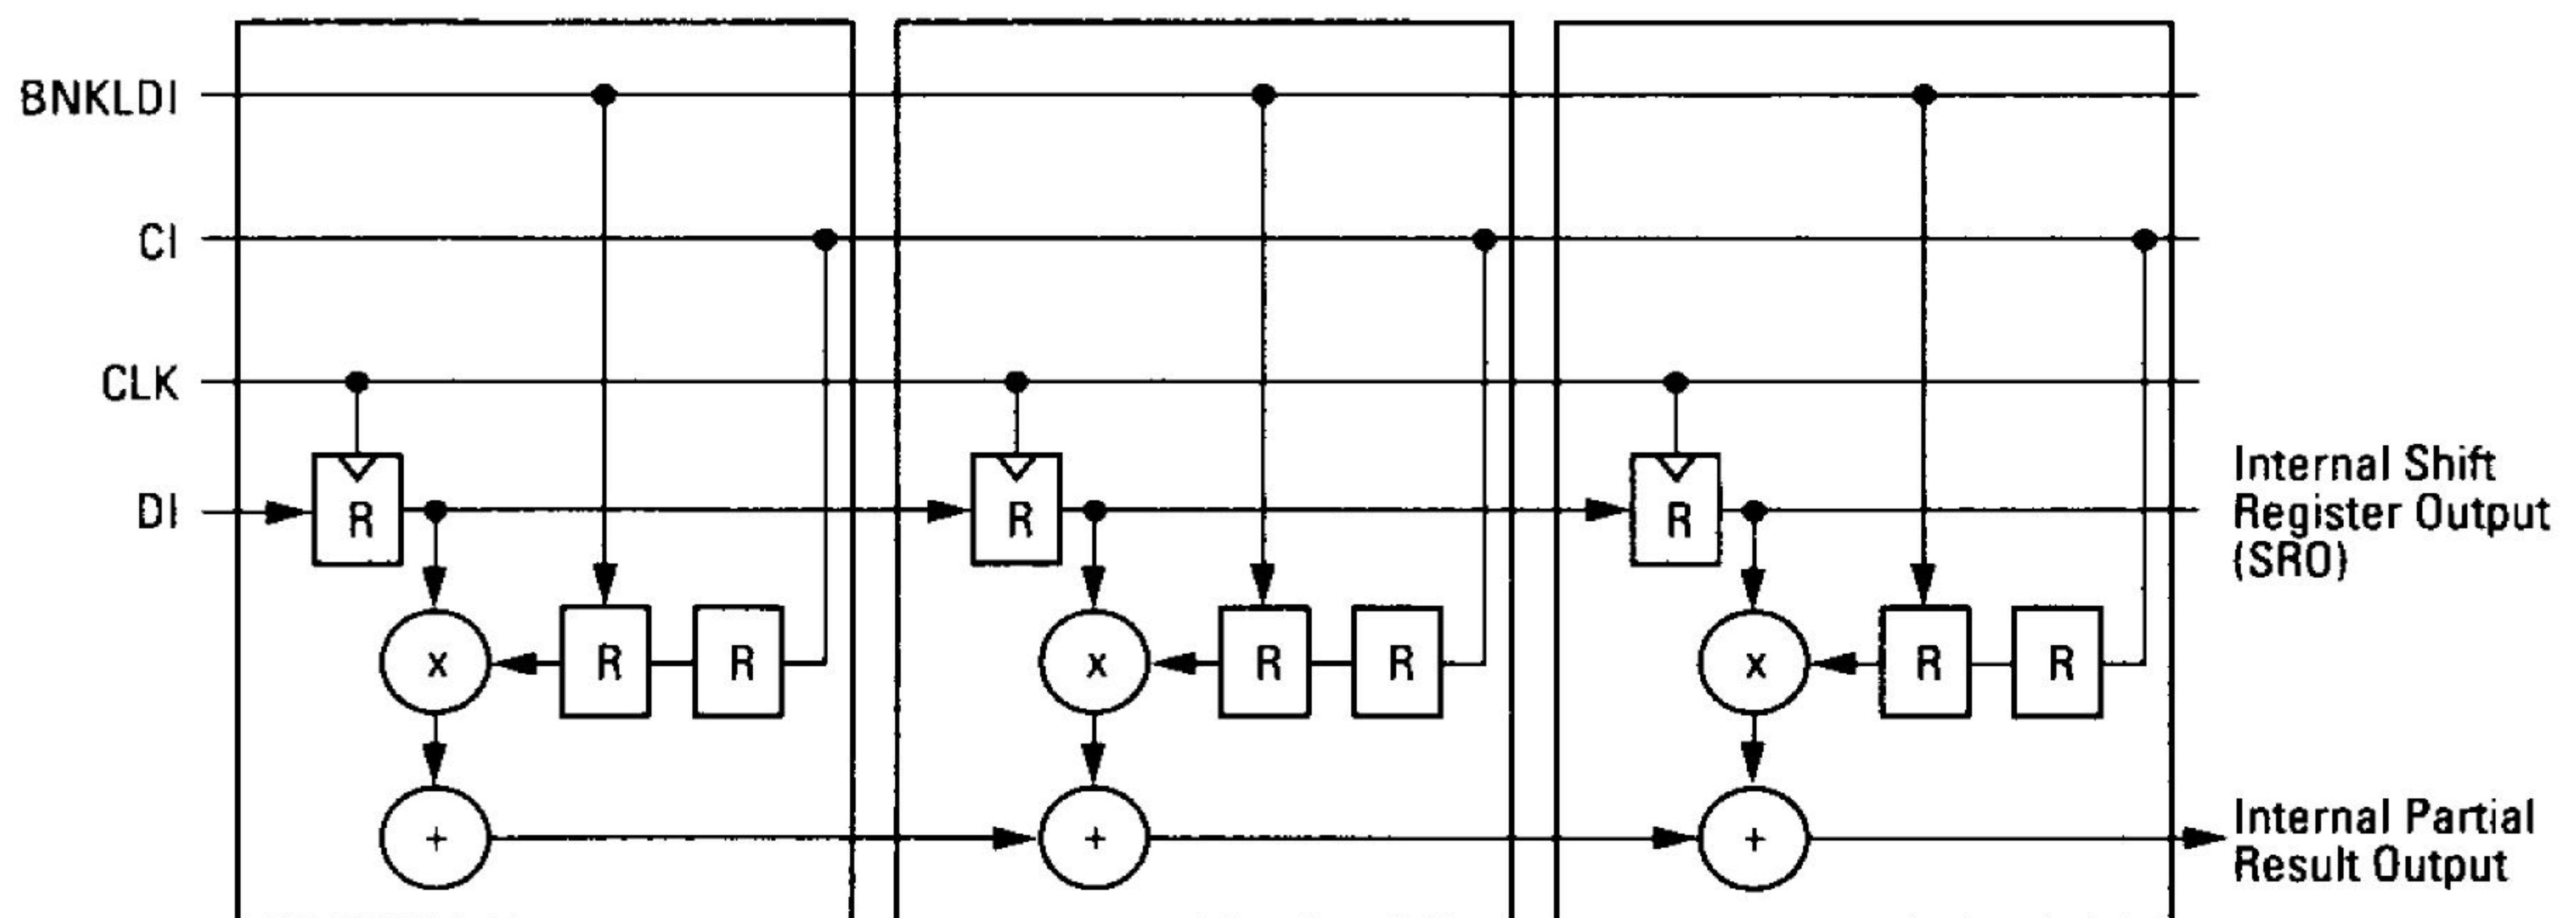 BNKLDI
CI
CLK
DI
R
R
R
Internal Shift
Register Output
(SRO)
x
R
R
x
R
R
x
R
R
+
+
+
Internal Partial
Result Output